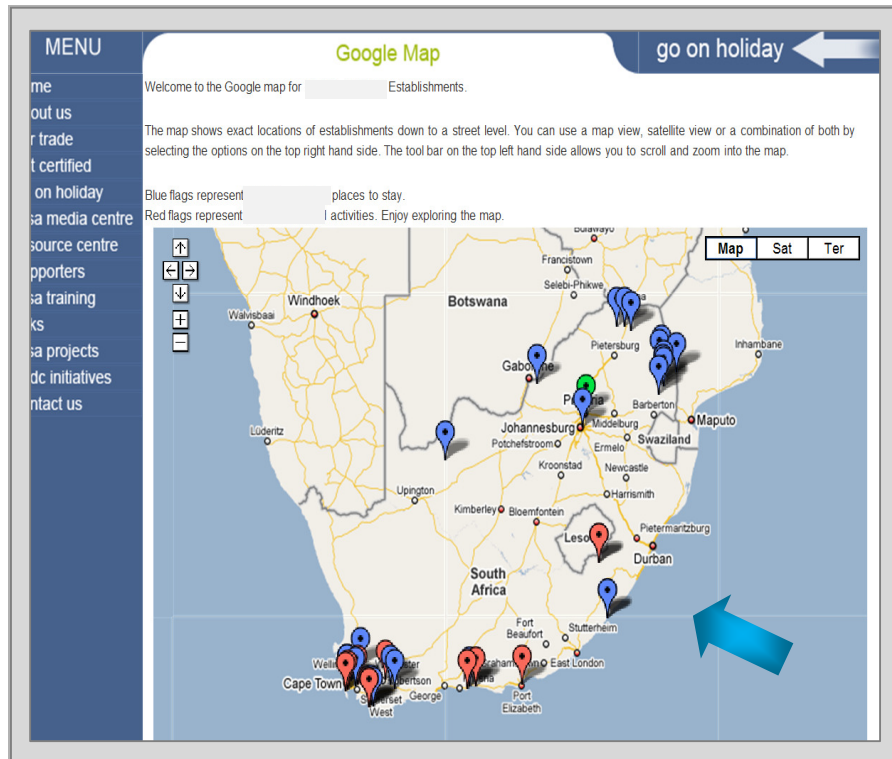 MENU
Google Map
go on holiday
me
out us
r trade
t certified
on holiday
sa media centre
source centre
pporters
sa training
ks
sa projects
dc initiatives
ntact us
Welcome to the Google map for Establishments.
The map shows exact locations of establishments down to a street level. You can use a map view, satellite view or a combination of both by
selecting the options on the top right hand side. The tool bar on the top left hand side allows you to scroll and zoom into the map.
Blue flags represent places to stay.
Red flags represent activities. Enjoy exploring the map.
Map Sat Ter
Bulawayo
Francistown
Selebi-Phikwe
Botswana
Windhoek
Walvisbaai
Pietersburg
Inhambane
Johannesburg
Middelburg
Barberton
Maputo
Potchefstroom
Ermelo
Swaziland
Lüderitz
Kroonstad
Newcastle
Upington
Harrismith
Kimberley
Bloemfontein
Pietermaritzburg
Leso
Durban
South
Africa
Fort
Beaufort
Stutterheim
East London
Cape Town
George
West
Port
Elizabeth